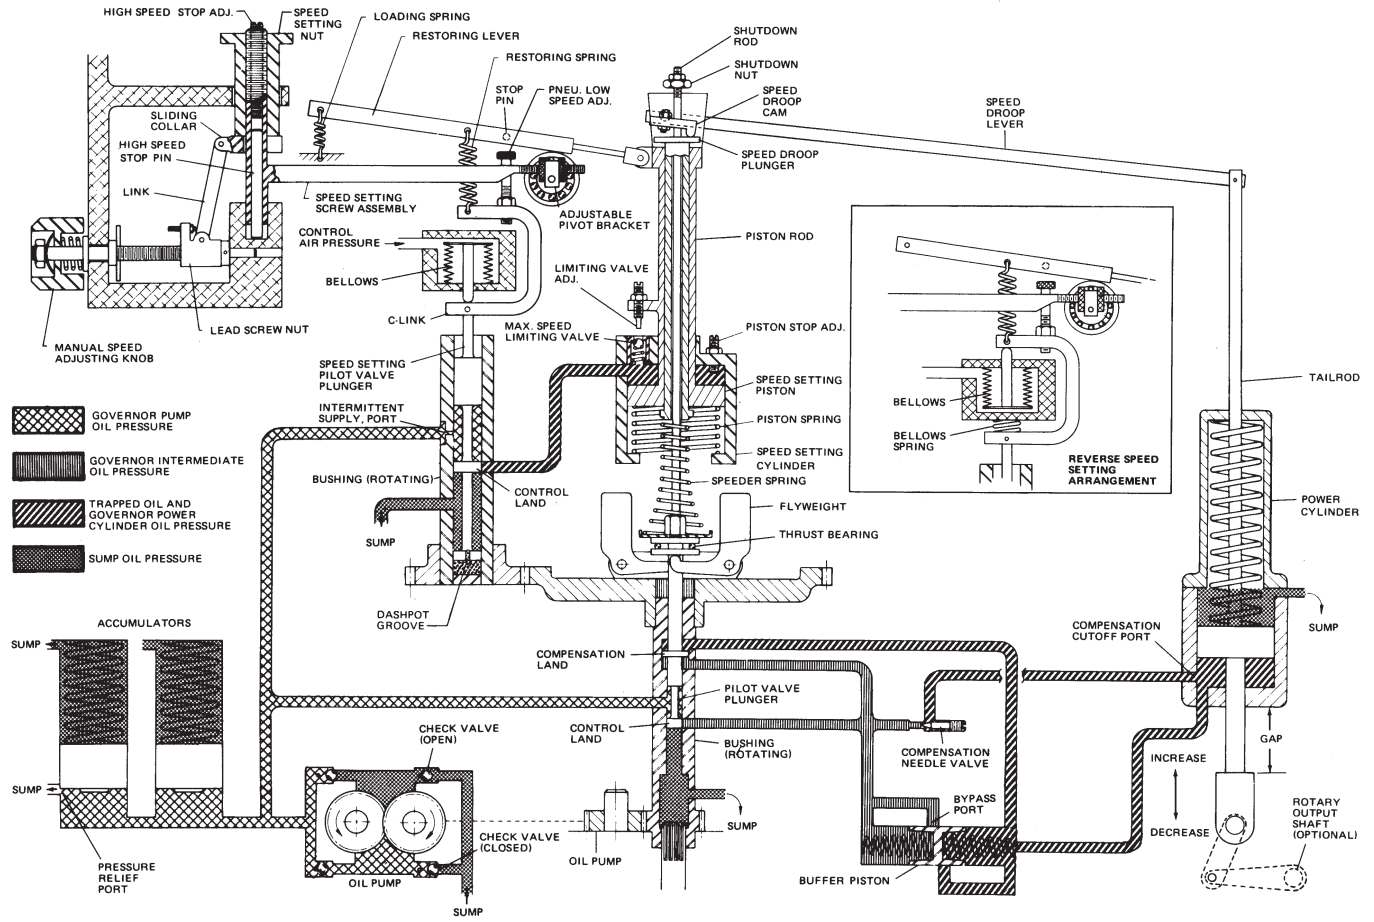 HIGH SPEED STOP ADJ.
SPEED
SETTING
NUT
LOADING SPRING
RESTORING LEVER
RESTORING SPRING
STOP
PIN
PNEU. LOW
SPEED ADJ.
SHUTDOWN
ROD
SHUTDOWN
NUT
SPEED
DROOP
CAM
SPEED
DROOP
LEVER
SLIDING
COLLAR
HIGH SPEED
STOP PIN
LINK
SPEED DROOP
PLUNGER
SPEED SETTING
SCREW ASSEMBLY
ADJUSTABLE
PIVOT BRACKET
CONTROL
AIR PRESSURE
PISTON ROD
BELLOWS
LIMITING VALVE
ADJ.
C-LINK
LEAD SCREW NUT
MANUAL SPEED
ADJUSTING KNOB
MAX. SPEED
LIMITING VALVE
PISTON STOP ADJ.
SPEED SETTING
PILOT VALVE
PLUNGER
SPEED SETTING
PISTON
TAILROD
BELLOWS
BELLOWS
SPRING
REVERSE SPEED
SETTING
ARRANGEMENT
GOVERNOR PUMP
OIL PRESSURE
INTERMITTENT
SUPPLY, PORT
PISTON SPRING
GOVERNOR INTERMEDIATE
OIL PRESSURE
SPEED SETTING
CYLINDER
BUSHING (ROTATING)
SPEEDER SPRING
CONTROL
LAND
FLYWEIGHT
POWER
CYLINDER
TRAPPED OIL AND
GOVERNOR POWER
CYLINDER OIL PRESSURE
SUMP
THRUST BEARING
SUMP OIL PRESSURE
DASHPOT
GROOVE
ACCUMULATORS
SUMP
COMPENSATION
CUTOFF PORT
SUMP
COMPENSATION
LAND
PILOT VALVE
PLUNGER
CHECK VALVE
(OPEN)
CONTROL
LAND
BUSHING
(ROTATING)
COMPENSATION
NEEDLE VALVE
GAP
INCREASE
SUMP
BYPASS
PORT
DECREASE
ROTARY
OUTPUT
SHAFT
(OPTIONAL)
SUMP
CHECK VALVE
(CLOSED)
OIL PUMP
PRESSURE
RELIEF
PORT
OIL PUMP
BUFFER PISTON
SUMP